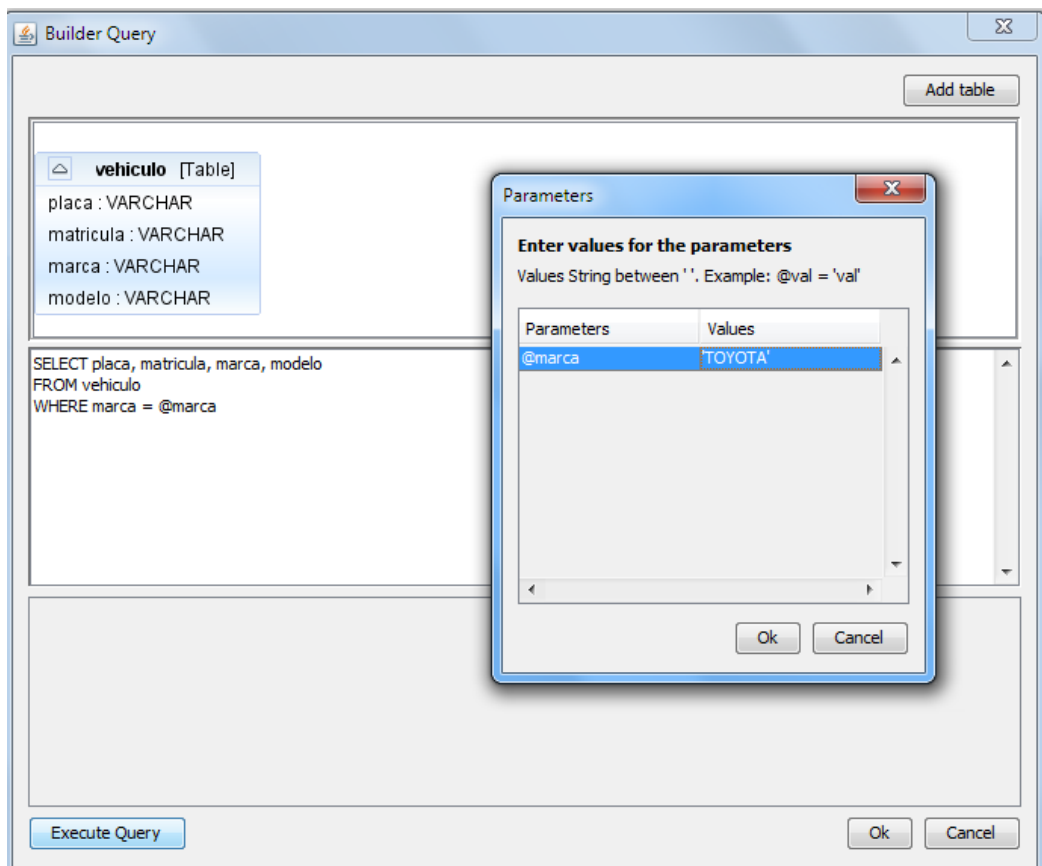 Builder Query
Add table
vehiculo [Table]
placa : VARCHAR
matricula : VARCHAR
marca : VARCHAR
modelo : VARCHAR
SELECT placa, matricula, marca, modelo
FROM vehiculo
WHERE marca = @marca
Parameters
Enter values for the parameters
Values String between ' '. Example: @val = 'val'
Parameters Values
@marca 'TOYOTA'
Ok Cancel
Execute Query Ok Cancel